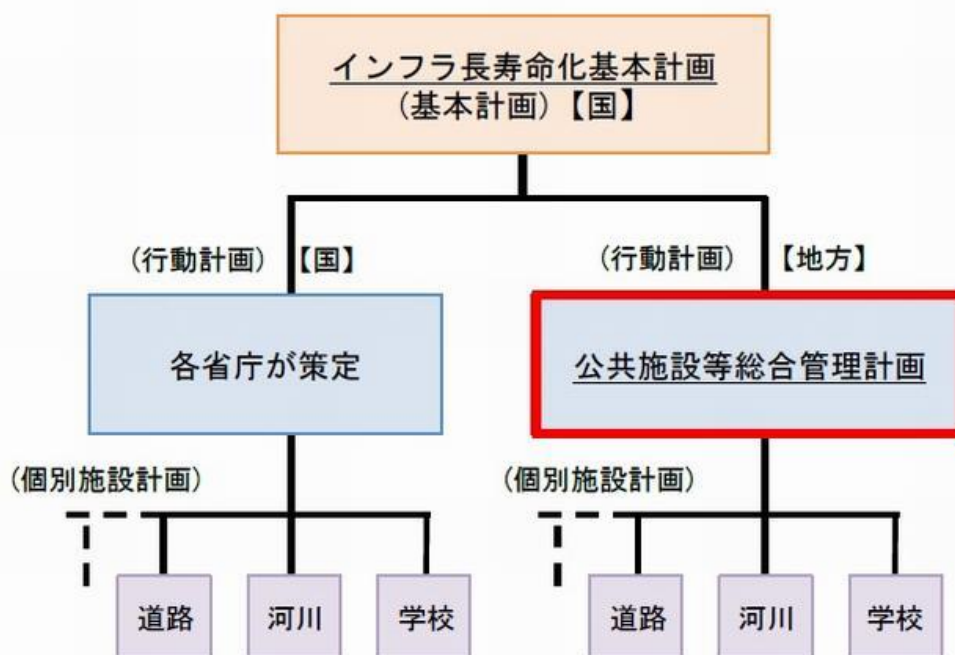 インフラ長寿命化基本計画
(基本計画)【国】
(行動計画) 【国】
(行動計画) 【地方】
各省庁が策定
公共施設等総合管理計画
(個別施設計画)
(個別施設計画)
道路
河川
学校
道路
河川
学校